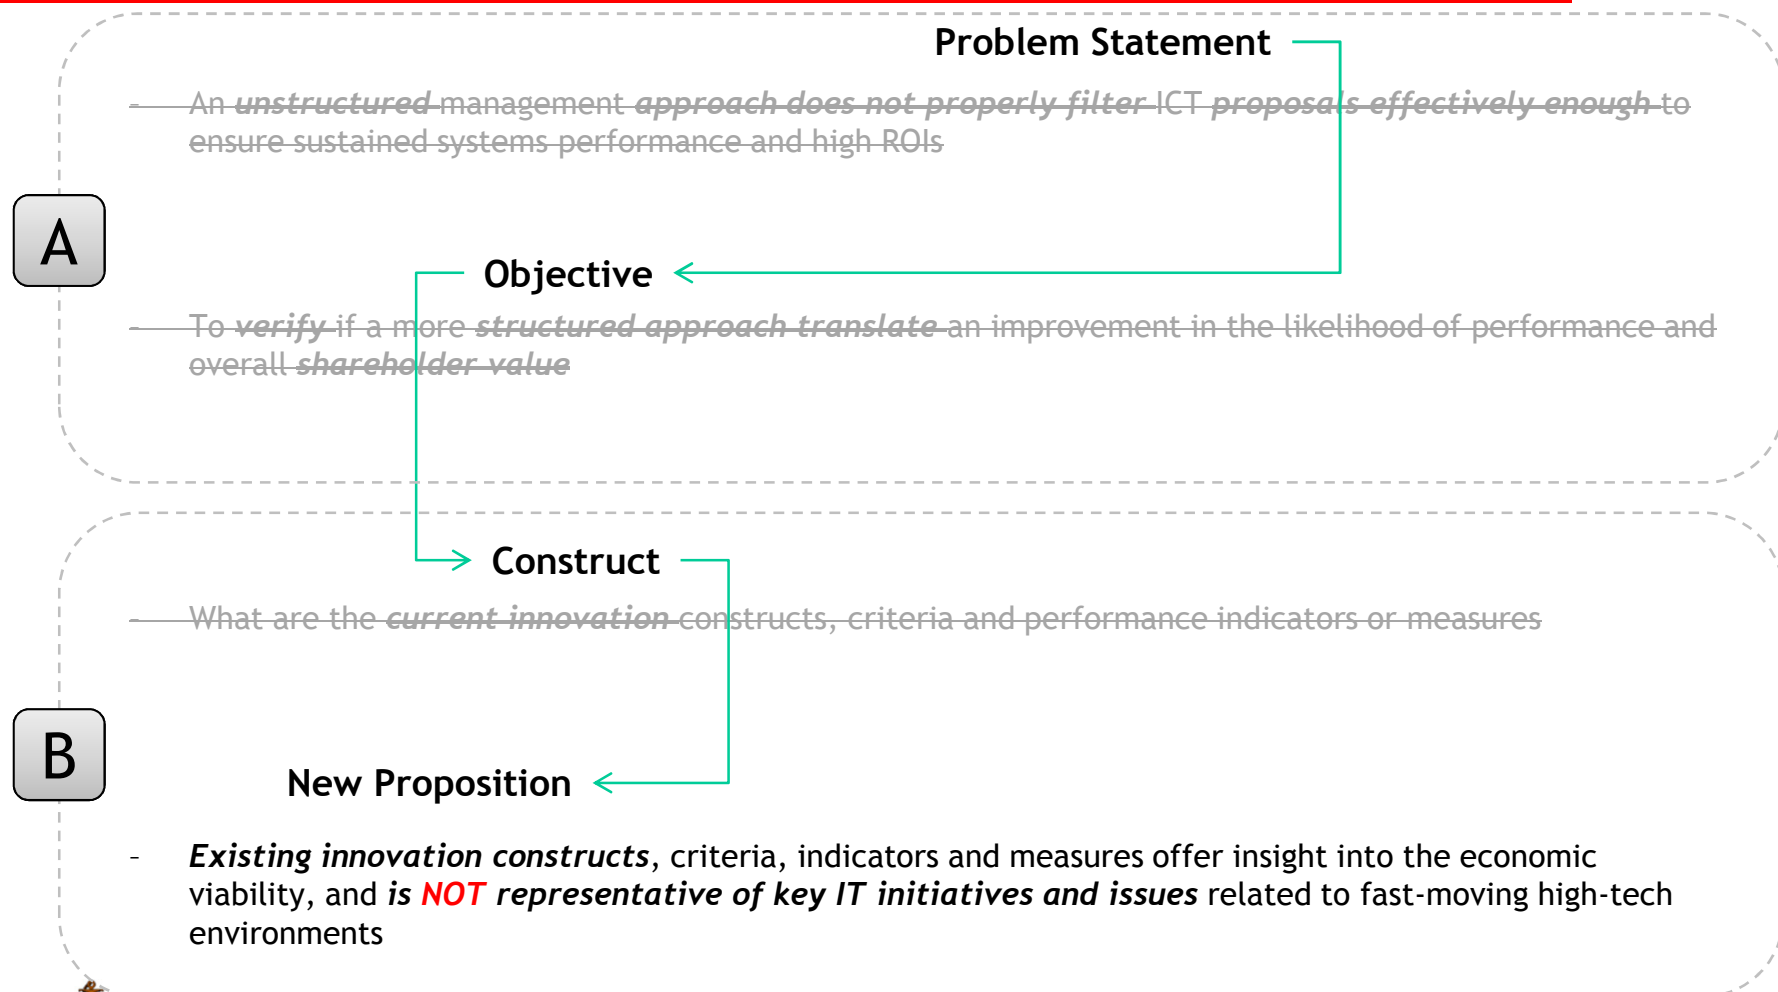 Problem Statement
- An unstructured management approach does not properly filter ICT proposals effectively enough to
ensure sustained systems performance and high ROIs
A
Objective
- To verify if a more structured approach translate an improvement in the likelihood of performance and
overall shareholder value
Construct
- What are the current innovation constructs, criteria and performance indicators or measures
B
New Proposition
- Existing innovation constructs, criteria, indicators and measures offer insight into the economic
viability, and is NOT representative of key IT initiatives and issues related to fast-moving high-tech
environments